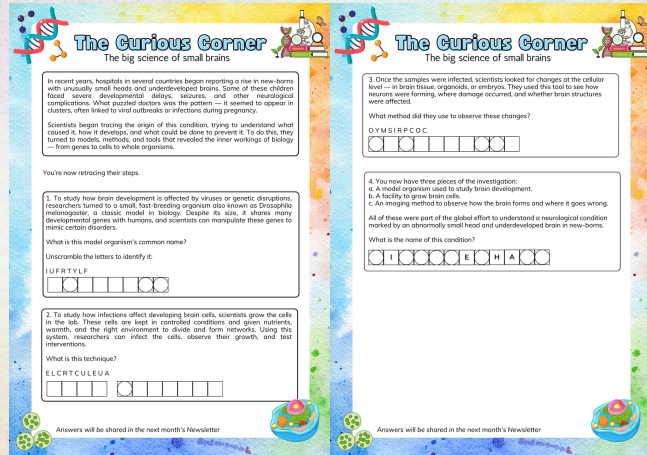 The Curious Corner
The big science of small brains
In recent years, hospitals in several countries began reporting a rise in new-borns
with unusually small heads and underdeveloped brains. Some of these children
faced severe developmental delays, seizures, and other neurological
complications. What puzzled doctors was the pattern — it seemed to appear in
clusters, often linked to viral outbreaks or infections during pregnancy.
Scientists began tracing the origin of this condition, trying to understand what
caused it, how it develops, and what could be done to prevent it. To do this, they
turned to models, methods, and tools that revealed the inner workings of biology
— from genes to cells to whole organisms.
You're now retracing their steps.
1. To study how brain development is affected by viruses or genetic disruptions,
researchers turned to a small, fast-breeding organism also known as Drosophila
melanogaster, a classic model in biology. Despite its size, it shares many
developmental genes with humans, and scientists can manipulate these genes to
mimic certain disorders.
What is this model organism's common name?
Unscramble the letters to identify it:
I U F R T Y L F
2. To study how infections affect developing brain cells, scientists grow the cells
in the lab. These cells are kept in controlled conditions and given nutrients,
warmth, and the right environment to divide and form networks. Using this
system, researchers can infect the cells, observe their growth, and test
interventions.
What is this technique?
E L C R T C U L E U A
Answers will be shared in the next month's Newsletter
The Curious Corner
The big science of small brains
3. Once the samples were infected, scientists looked for changes at the cellular
level — in brain tissue, organoids, or embryos. They used this tool to see how
neurons were forming, where damage occurred, and whether brain structures
were affected.
What method did they use to observe these changes?
O Y M S I R P C O C
4. You now have three pieces of the investigation:
a. A model organism used to study brain development.
b. A facility to grow brain cells.
c. An imaging method to observe how the brain forms and where it goes wrong.
All of these were part of the global effort to understand a neurological condition
marked by an abnormally small head and underdeveloped brain in new-borns.
What is the name of this condition?
I E H A
Answers will be shared in the next month's Newsletter